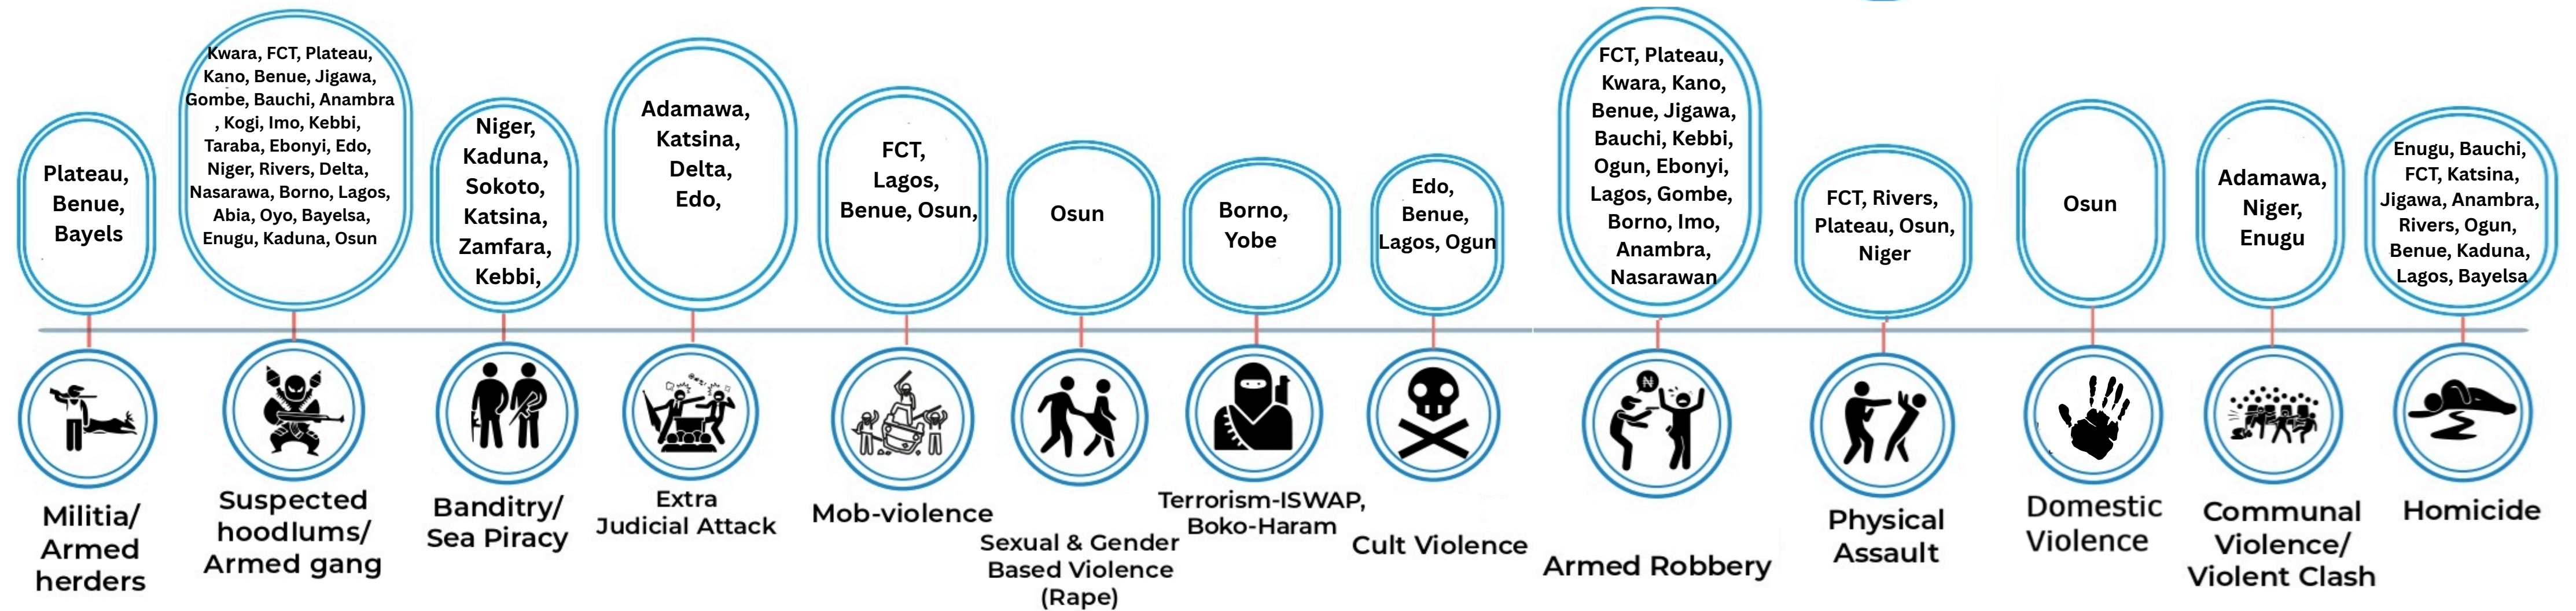 Plateau,
Benue,
Bayels
Kwara, FCT, Plateau,
Kano, Benue, Jigawa,
Gombe, Bauchi, Anambra
, Kogi, Imo, Kebbi,
Taraba, Ebonyi, Edo,
Niger, Rivers, Delta,
Nasarawa, Borno, Lagos,
Abia, Oyo, Bayelsa,
Enugu, Kaduna, Osun
Niger,
Kaduna,
Sokoto,
Katsina,
Zamfara,
Kebbi,
Adamawa,
Katsina,
Delta,
Edo,
FCT,
Lagos,
Benue, Osun,
Osun
Borno,
Yobe
Edo,
Benue,
Lagos, Ogun
FCT, Plateau,
Kwara, Kano,
Benue, Jigawa,
Bauchi, Kebbi,
Ogun, Ebonyi,
Lagos, Gombe,
Borno, Imo,
Anambra,
Nasarawan
FCT, Rivers,
Plateau, Osun,
Niger
Osun
Adamawa,
Niger,
Enugu
Enugu, Bauchi,
FCT, Katsina,
Jigawa, Anambra,
Rivers, Ogun,
Benue, Kaduna,
Lagos, Bayelsa
Militia/
Armed
herders
Suspected
hoodlums/
Armed gang
Banditry/
Sea Piracy
Extra
Judicial Attack
Mob-violence
Sexual & Gender
Based Violence
(Rape)
Terrorism-ISWAP,
Boko-Haram
Cult Violence
₦
Armed Robbery
Physical
Assault
Domestic
Violence
Communal
Violence/
Violent Clash
Homicide